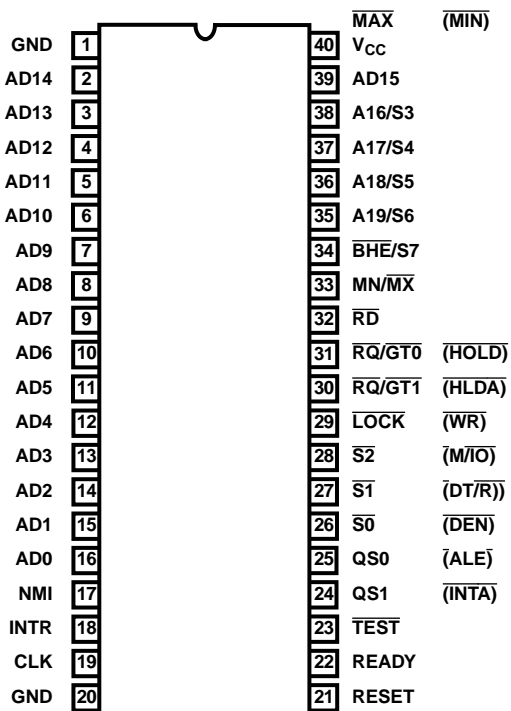 MAX (MIN)
GND 1 40 VCC
AD14 2 39 AD15
AD13 3 38 A16/S3
AD12 4 37 A17/S4
AD11 5 36 A18/S5
AD10 6 35 A19/S6
AD9 7 34 BHE/S7
AD8 8 33 MN/MX
AD7 9 32 RD
AD6 10 31 RQ/GT0 (HOLD)
AD5 11 30 RQ/GT1 (HLDA)
AD4 12 29 LOCK (WR)
AD3 13 28 S2 (M/IO)
AD2 14 27 S1 (DT/R))
AD1 15 26 S0 (DEN)
AD0 16 25 QS0 (ALE)
NMI 17 24 QS1 (INTA)
INTR 18 23 TEST
CLK 19 22 READY
GND 20 21 RESET